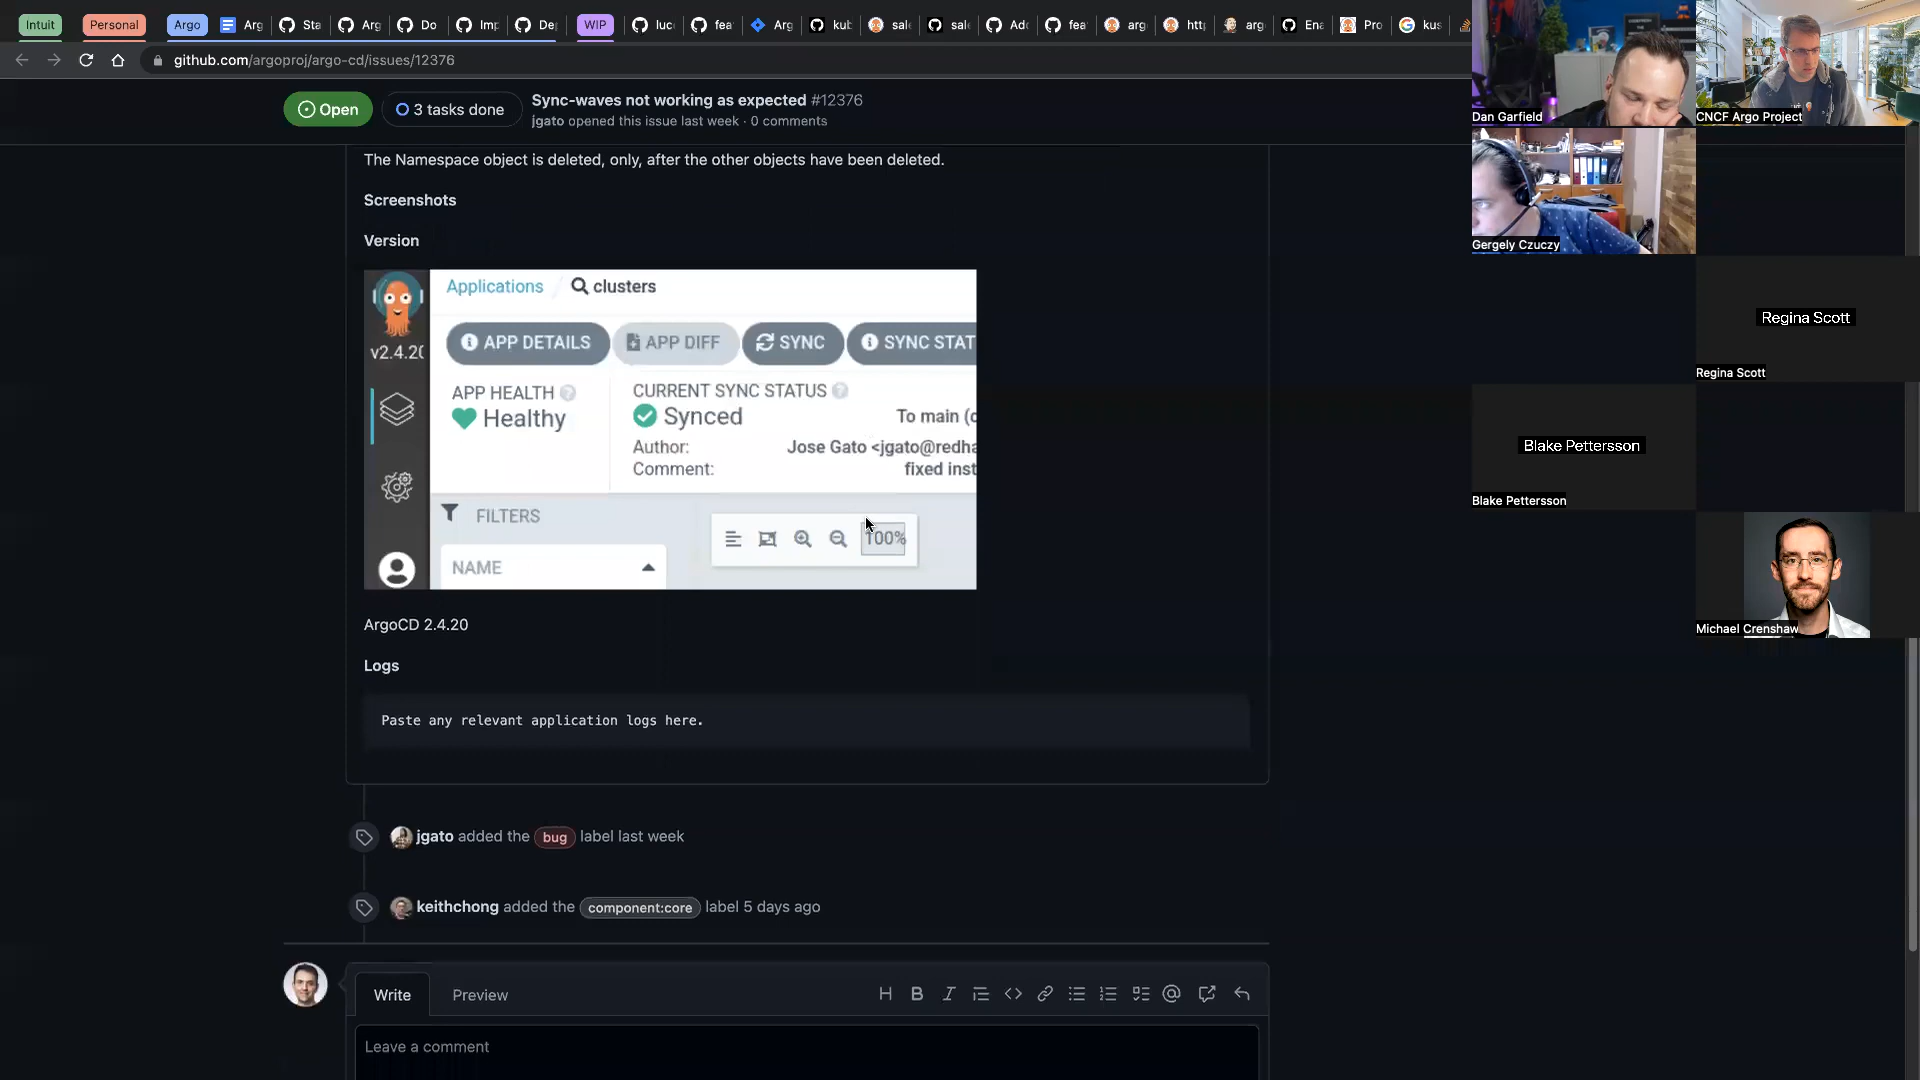 Intuit
Personal
Argo
Arg
Sta
Arg
Do
Imp
De
WIP
luc
fea
Arg
kub
sal
sal
Ad
fea
arg
htt
arg
Ena
Pro
kus
github.com/argoproj/argo-cd/issues/12376
Open
3 tasks done
Sync-waves not working as expected #12376
jgato opened this issue last week · 0 comments
The Namespace object is deleted, only, after the other objects have been deleted.
Screenshots
Version
Applications / clusters
v2.4.20
APP DETAILS
APP DIFF
SYNC
SYNC STAT
APP HEALTH
Healthy
CURRENT SYNC STATUS
Synced
To main (c
Author:
Jose Gato <jgato@redha
Comment:
fixed inst
FILTERS
NAME
100%
ArgoCD 2.4.20
Logs
Paste any relevant application logs here.
jgato added the bug label last week
keithchong added the component:core label 5 days ago
Write
Preview
Leave a comment
Dan Garfield
CNCF Argo Project
Gergely Czuczy
Regina Scott
Regina Scott
Blake Pettersson
Blake Pettersson
Michael Crenshaw